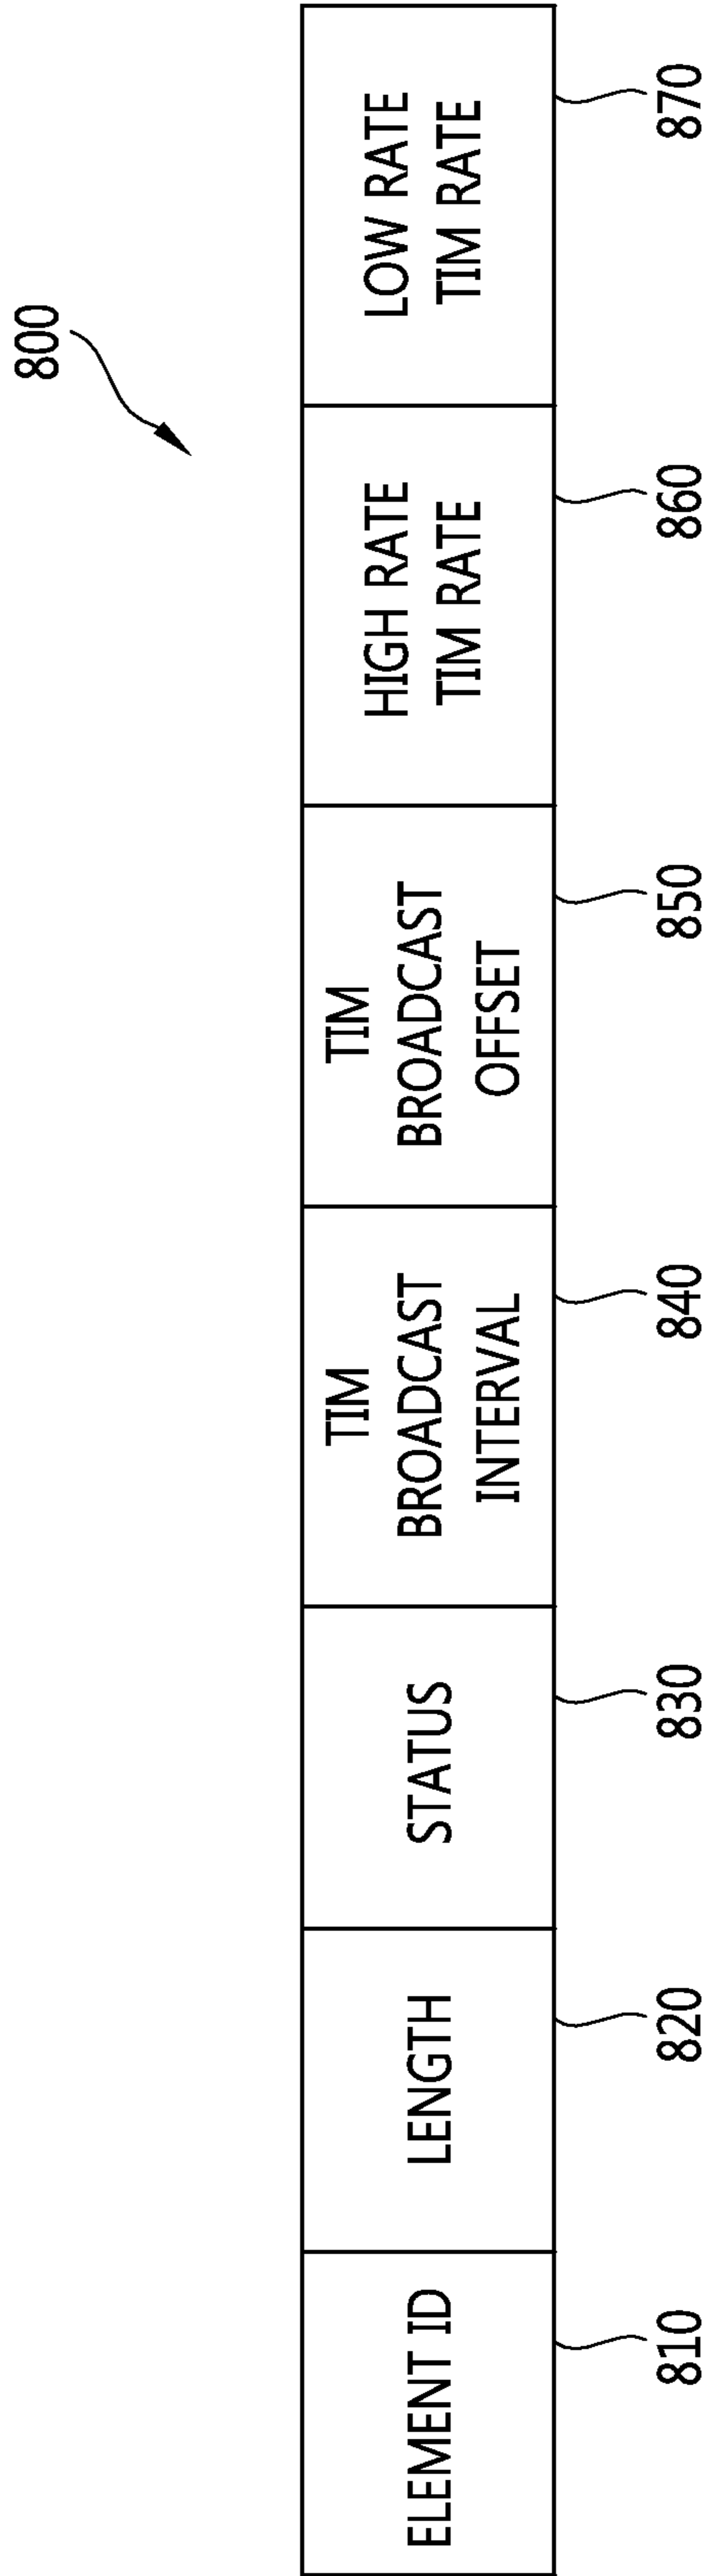 800
ELEMENT ID
LENGTH
STATUS
TIM
BROADCAST
INTERVAL
TIM
BROADCAST
OFFSET
HIGH RATE
TIM RATE
LOW RATE
TIM RATE
810
820
830
840
850
860
870